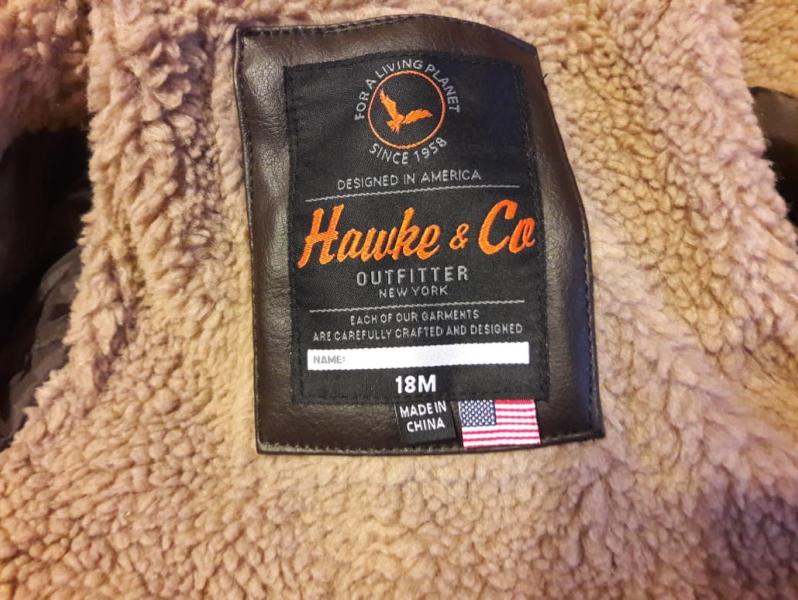 FOR A LIVING PLANET
SINCE 1958
DESIGNED IN AMERICA
Hawke & Co
OUTFITTER
NEW YORK
EACH OF OUR GARMENTS
ARE CAREFULLY CRAFTED AND DESIGNED
NAME:
18M
MADE IN
CHINA